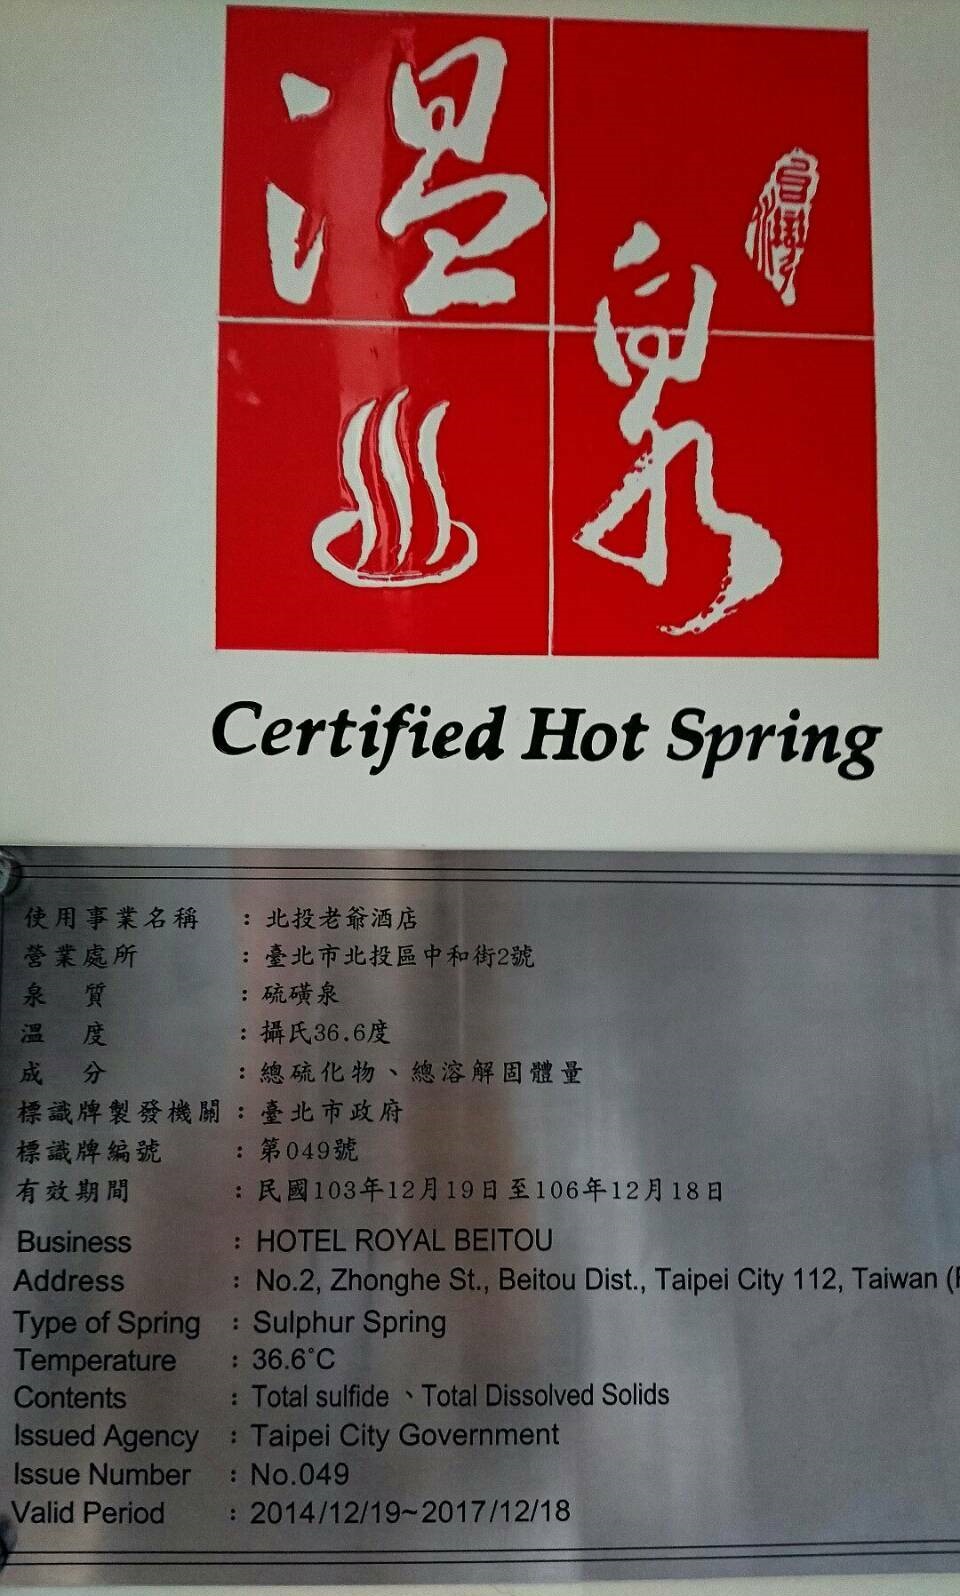 溫泉
Certified Hot Spring
使用事業名稱 : 北投老爺酒店
營業處所 : 臺北市北投區中和街2號
泉 質 : 硫磺泉
溫 度 : 攝氏36.6度
成 分 : 總硫化物、總溶解固體量
標識牌製發機關 : 臺北市政府
標識牌編號 : 第049號
有效期間 : 民國103年12月19日至106年12月18日
Business : HOTEL ROYAL BEITOU
Address : No.2, Zhonghe St., Beitou Dist., Taipei City 112, Taiwan
Type of Spring : Sulphur Spring
Temperature : 36.6°C
Contents : Total sulfide、Total Dissolved Solids
Issued Agency : Taipei City Government
Issue Number : No.049
Valid Period : 2014/12/19~2017/12/18